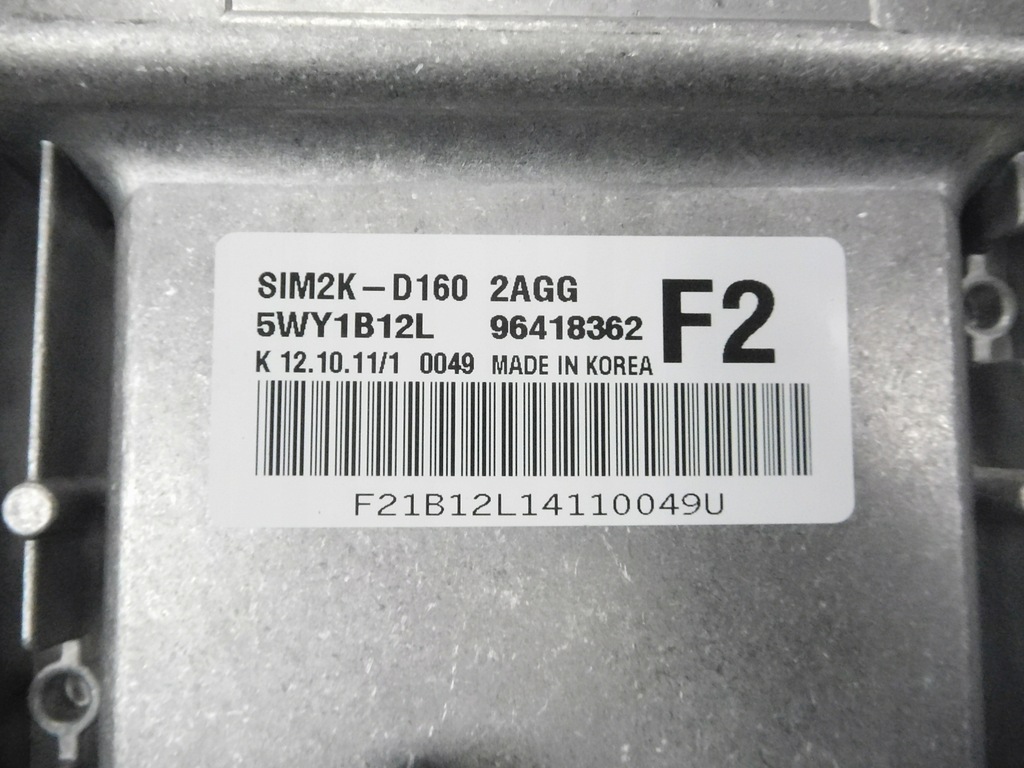 SIM2K-D160 2AGG
5WY1B12L 96418362 F2
K 12.10.11/1 0049 MADE IN KOREA
F21B12L14110049U